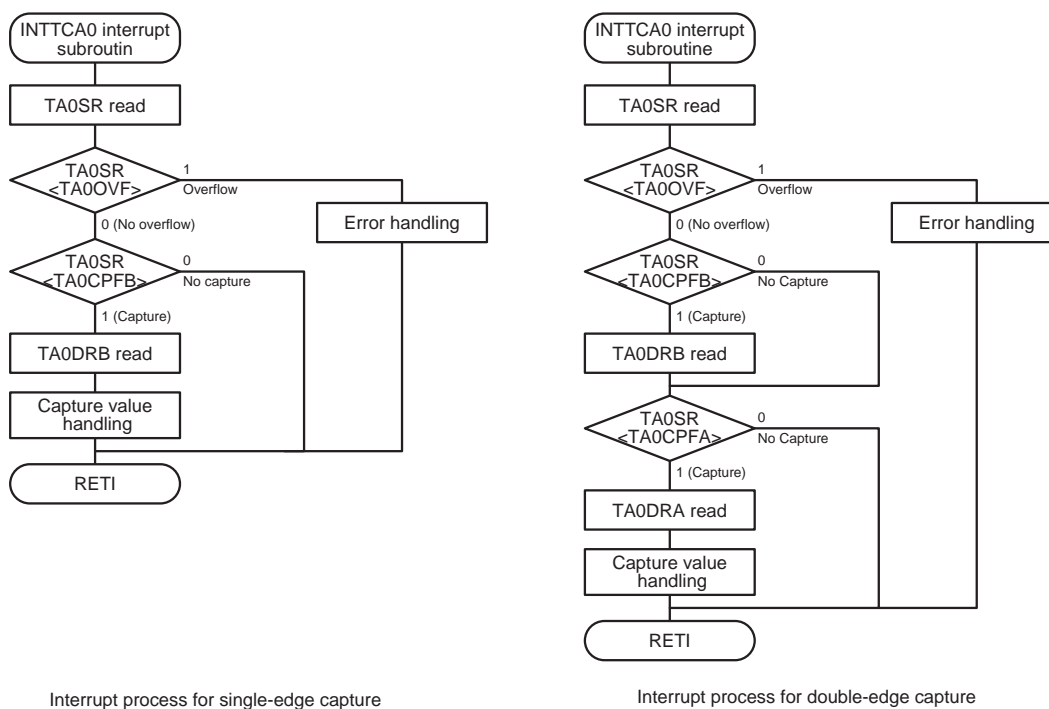 INTTCA0 interrupt
subroutin
TA0SR read
TA0SR
<TA0OVF>
1
Overflow
0 (No overflow)
Error handling
TA0SR
<TA0CPFB>
0
No capture
1 (Capture)
TA0DRB read
Capture value
handling
RETI
Interrupt process for single-edge capture
INTTCA0 interrupt
subroutine
TA0SR read
TA0SR
<TA0OVF>
1
Overflow
0 (No overflow)
Error handling
TA0SR
<TA0CPFB>
0
No Capture
1 (Capture)
TA0DRB read
TA0SR
<TA0CPFA>
0
No Capture
1 (Capture)
TA0DRA read
Capture value
handling
RETI
Interrupt process for double-edge capture